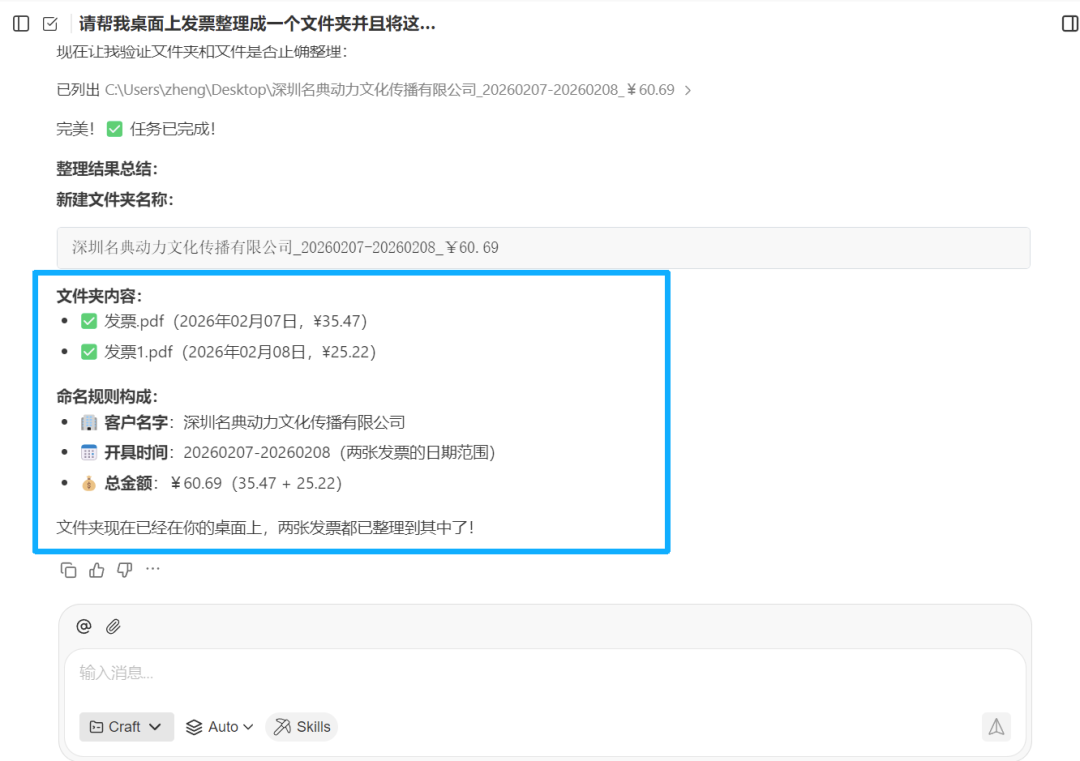 请帮我桌面上发票整理成一个文件夹并且将这...
现在让我验证文件夹和文件是否正确整理：
已列出 C:\Users\zheng\Desktop\深圳名典动力文化传播有限公司_20260207-20260208_¥60.69 >
完美！✅ 任务已完成！
整理结果总结：
新建文件夹名称：
深圳名典动力文化传播有限公司_20260207-20260208_¥60.69
文件夹内容：
• ✅ 发票.pdf（2026年02月07日，¥35.47）
• ✅ 发票1.pdf（2026年02月08日，¥25.22）
命名规则构成：
• 🏢 客户名字：深圳名典动力文化传播有限公司
• 📅 开具时间：20260207-20260208（两张发票的日期范围）
• 💰 总金额：¥60.69（35.47 + 25.22）
文件夹现在已经在你的桌面上，两张发票都已整理到其中了！
输入消息...
Craft Auto Skills